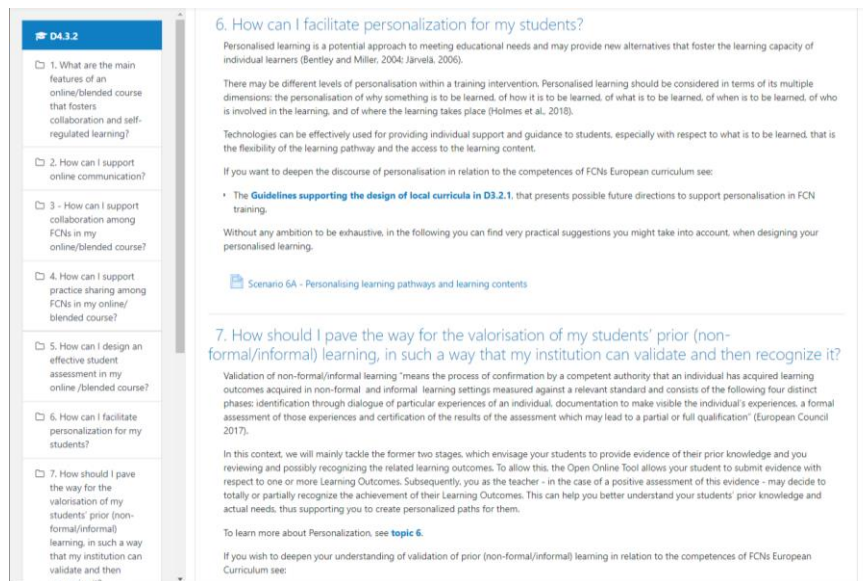 D4.3.2
1. What are the main
features of an
online/blended course
that fosters
collaboration and self-
regulated learning?
2. How can I support
online communication?
3 - How can I support
collaboration among
FCNs in my
online/blended course?
4. How can I support
practice sharing among
FCNs in my online/
blended course?
5. How can I design an
effective student
assessment in my
online /blended course?
6. How can I facilitate
personalization for my
students?
7. How should I pave
the way for the
valorisation of my
students' prior (non-
formal/informal)
learning, in such a way
that my institution can
validate and then
6. How can I facilitate personalization for my students?
Personalised learning is a potential approach to meeting educational needs and may provide new alternatives that foster the learning capacity of
individual learners (Bentley and Miller, 2004; Järvelä, 2006).
There may be different levels of personalisation within a training intervention. Personalised learning should be considered in terms of its multiple
dimensions: the personalisation of why something is to be learned, of how it is to be learned, of what is to be learned, of when is to be learned, of who
is involved in the learning, and of where the learning takes place (Holmes et al., 2018).
Technologies can be effectively used for providing individual support and guidance to students, especially with respect to what is to be learned, that is
the flexibility of the learning pathway and the access to the learning content.
If you want to deepen the discourse of personalisation in relation to the competences of FCNs European curriculum see:
• The Guidelines supporting the design of local curricula in D3.2.1, that presents possible future directions to support personalisation in FCN
training.
Without any ambition to be exhaustive, in the following you can find very practical suggestions you might take into account, when designing your
personalised learning.
Scenario 6A - Personalising learning pathways and learning contents
7. How should I pave the way for the valorisation of my students' prior (non-
formal/informal) learning, in such a way that my institution can validate and then recognize it?
Validation of non-formal/informal learning "means the process of confirmation by a competent authority that an individual has acquired learning
outcomes acquired in non-formal and informal learning settings measured against a relevant standard and consists of the following four distinct
phases: identification through dialogue of particular experiences of an individual, documentation to make visible the individual's experiences, a formal
assessment of those experiences and certification of the results of the assessment which may lead to a partial or full qualification" (European Council
2017).
In this context, we will mainly tackle the former two stages, which envisage your students to provide evidence of their prior knowledge and you
reviewing and possibly recognizing the related learning outcomes. To allow this, the Open Online Tool allows your student to submit evidence with
respect to one or more Learning Outcomes. Subsequently, you as the teacher - in the case of a positive assessment of this evidence - may decide to
totally or partially recognize the achievement of their Learning Outcomes. This can help you better understand your students' prior knowledge and
actual needs, thus supporting you to create personalized paths for them.
To learn more about Personalization, see topic 6.
If you wish to deepen your understanding of validation of prior (non-formal/informal) learning in relation to the competences of FCNs European
Curriculum see: